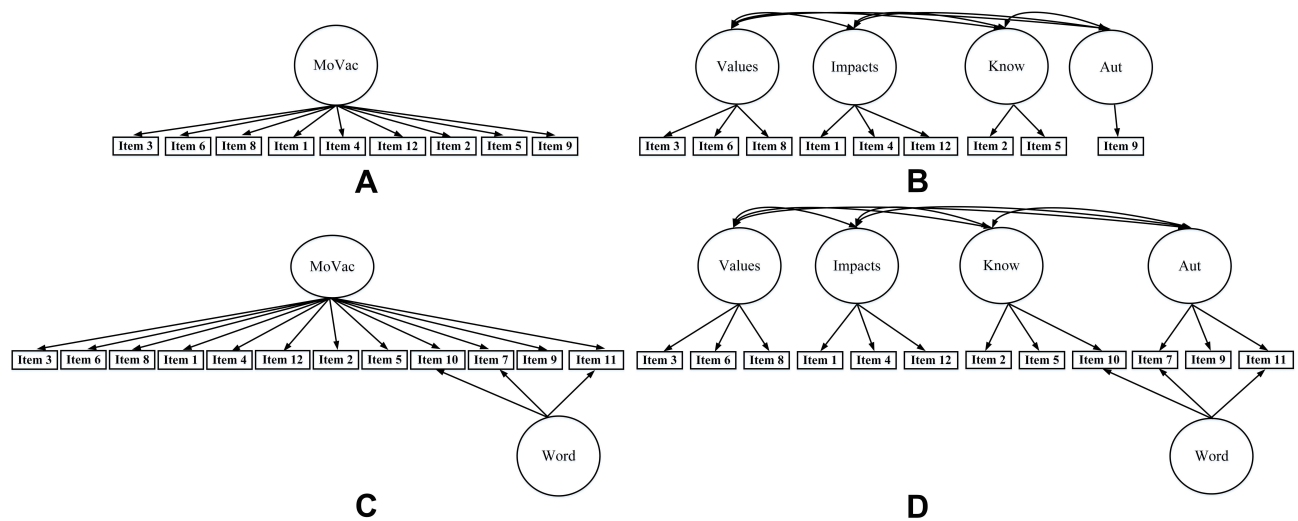 MoVac
Item 3 Item 6 Item 8 Item 1 Item 4 Item 12 Item 2 Item 5 Item 9
A
Values Impacts Know Aut
Item 3 Item 6 Item 8 Item 1 Item 4 Item 12 Item 2 Item 5 Item 9
B
MoVac
Item 3 Item 6 Item 8 Item 1 Item 4 Item 12 Item 2 Item 5 Item 10 Item 7 Item 9 Item 11
Word
C
Values Impacts Know Aut
Item 3 Item 6 Item 8 Item 1 Item 4 Item 12 Item 2 Item 5 Item 10 Item 7 Item 9 Item 11
Word
D